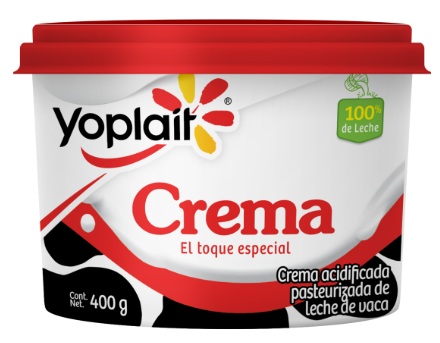 Yoplait®
100%
de Leche
Crema
El toque especial
Crema acidificada
pasteurizada de
leche de vaca
Cont.
Net. 400 g